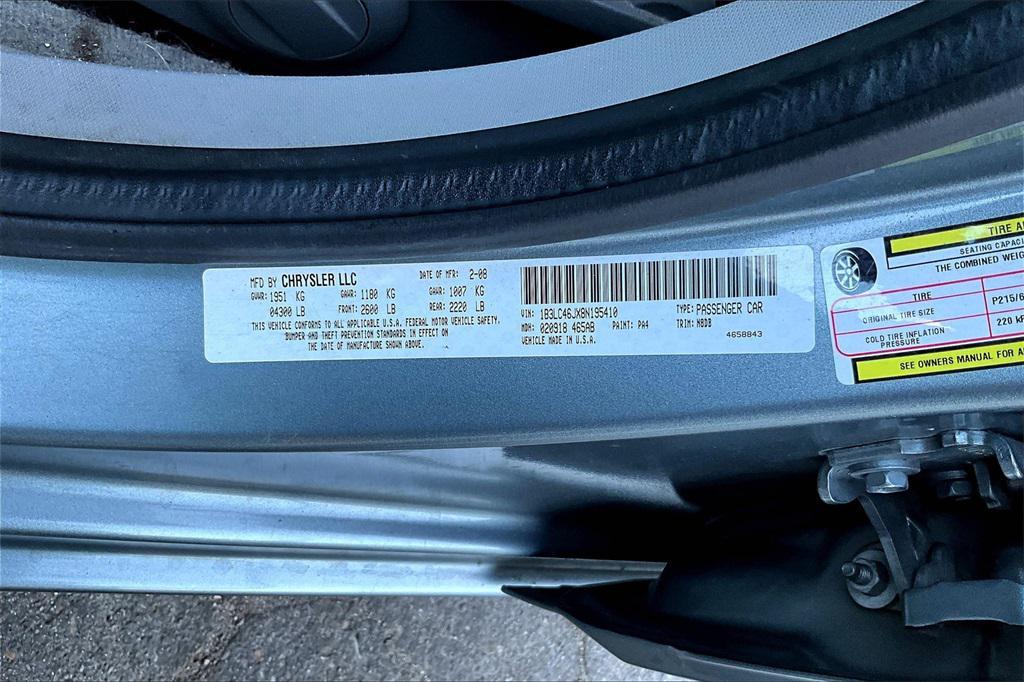 MFD BY CHRYSLER LLC DATE OF MFR: 2-08
GVWR: 1951 KG GAWR: 1180 KG GAWR: 1007 KG
04300 LB FRONT: 2600 LB REAR: 2220 LB
THIS VEHICLE CONFORMS TO ALL APPLICABLE U.S.A. FEDERAL MOTOR VEHICLE SAFETY,
BUMPER AND THEFT PREVENTION STANDARDS IN EFFECT ON
THE DATE OF MANUFACTURE SHOWN ABOVE.
VIN: 1B3LC46JX8N195410 TYPE: PASSENGER CAR
MDH: 020918 465AB PAINT: PA4 TRIM: HBDB
VEHICLE MADE IN U.S.A. 4658843
TIRE
SEATING
THE COMBINED
TIRE P215/6
ORIGINAL TIRE SIZE
COLD TIRE INFLATION
PRESSURE
220
SEE OWNERS MANUAL FOR